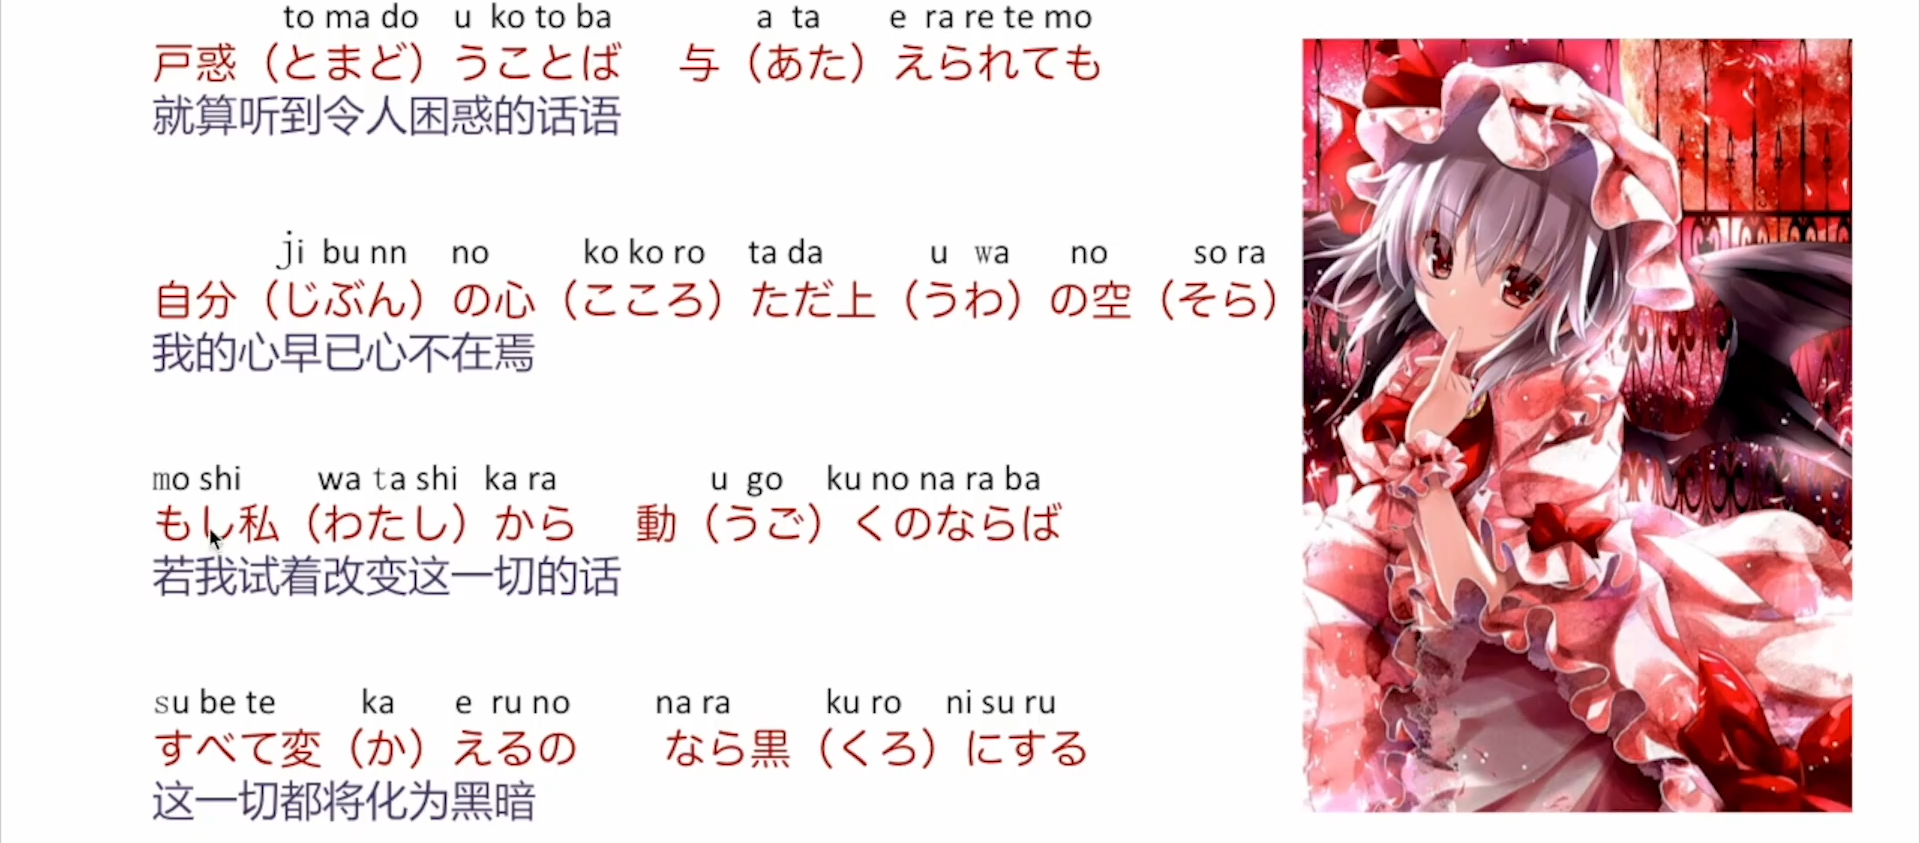 to ma do u ko to ba a ta e ra re te mo
戸惑（とまど）うことば 与（あた）えられても
就算听到令人困惑的话语
ji bu nn no ko ko ro ta da u wa no so ra
自分（じぶん）の心（こころ）ただ上（うわ）の空（そら）
我的心早已心不在焉
mo shi wa ta shi ka ra u go ku no na ra ba
もし私（わたし）から 動（うご）くのならば
若我试着改变这一切的话
su be te ka e ru no na ra ku ro ni su ru
すべて変（か）えるの なら黒（くろ）にする
这一切都将化为黑暗